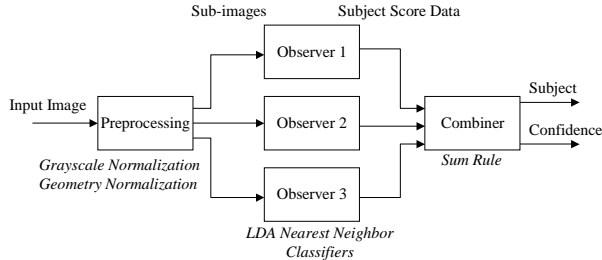 Sub-images
Subject Score Data
Observer 1
Input Image
Preprocessing
Observer 2
Combiner
Subject
Confidence
Grayscale Normalization
Geometry Normalization
Sum Rule
Observer 3
LDA Nearest Neighbor
Classifiers